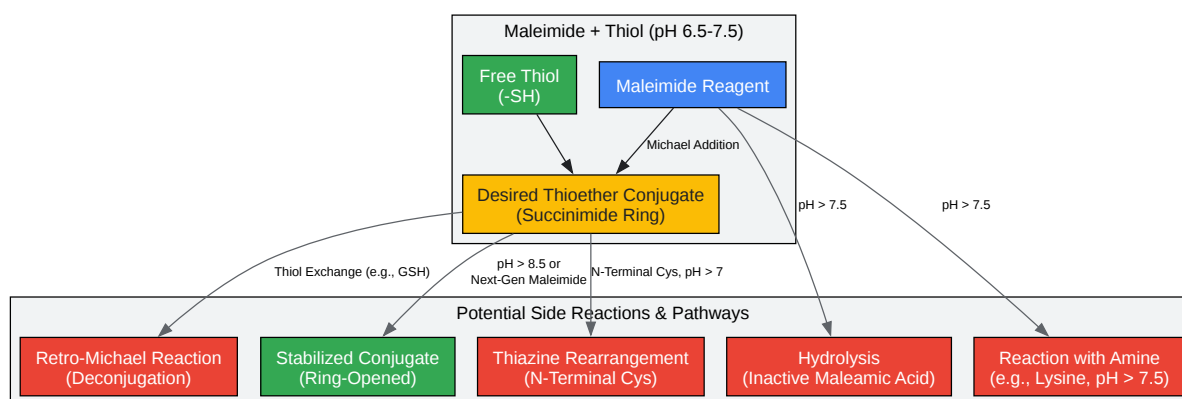 Maleimide + Thiol (pH 6.5-7.5)
Free Thiol
(-SH)
Maleimide Reagent
Michael Addition
Desired Thioether Conjugate
(Succinimide Ring)
pH > 7.5
pH > 7.5
Thiol Exchange (e.g., GSH)
pH > 8.5 or
Next-Gen Maleimide
N-Terminal Cys, pH > 7
Potential Side Reactions & Pathways
Retro-Michael Reaction
(Deconjugation)
Stabilized Conjugate
(Ring-Opened)
Thiazine Rearrangement
(N-Terminal Cys)
Hydrolysis
(Inactive Maleamic Acid)
Reaction with Amine
(e.g., Lysine, pH > 7.5)